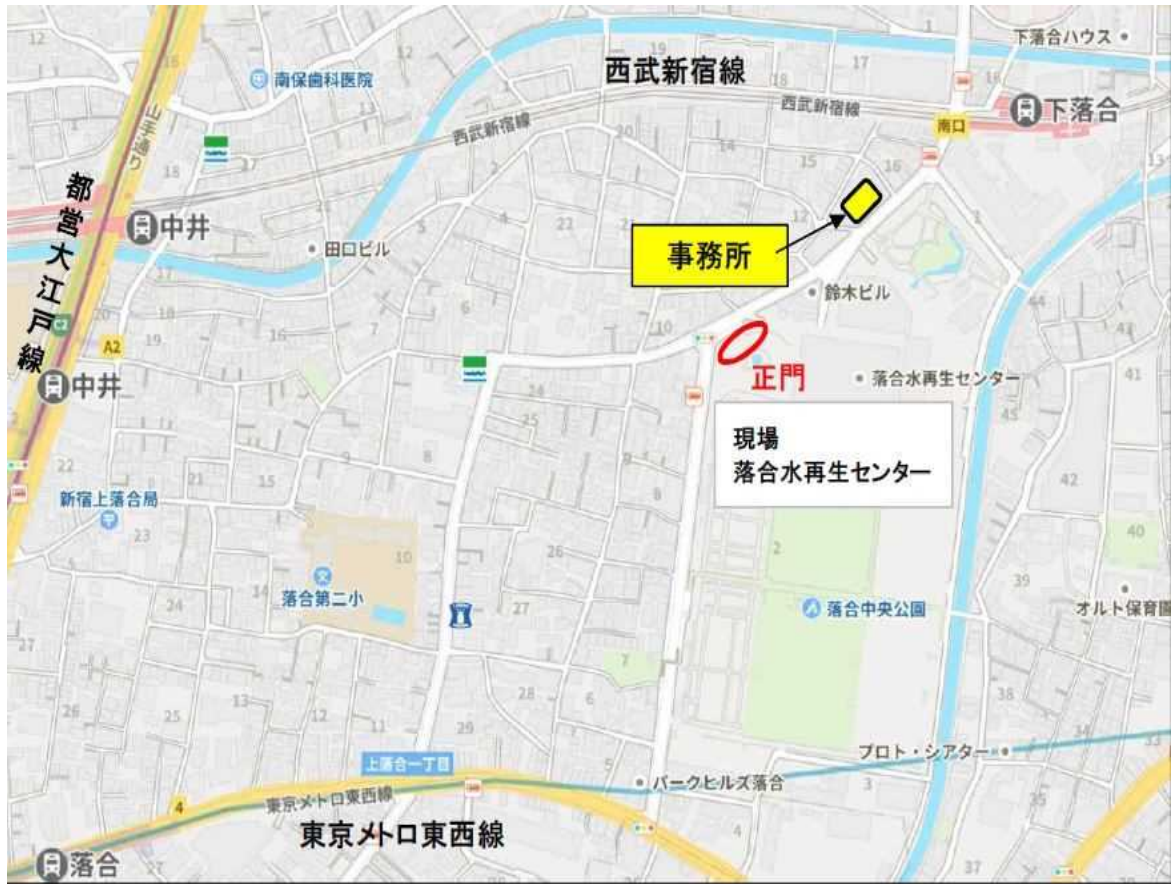 下落合ハウス
南保歯科医院
西武新宿線
西武新宿線
西武新宿線
下落合
南口
山手通り
都営大江戸線
中井
田口ビル
事務所
鈴木ビル
C2
A2
中井
正門
落合水再生センター
現場
落合水再生センター
新宿上落合局
落合第二小
落合中央公園
オルト保育園
プロト・シアター
上落合一丁目
パークヒルズ落合
4
東京メトロ東西線
東京メトロ東西線
落合